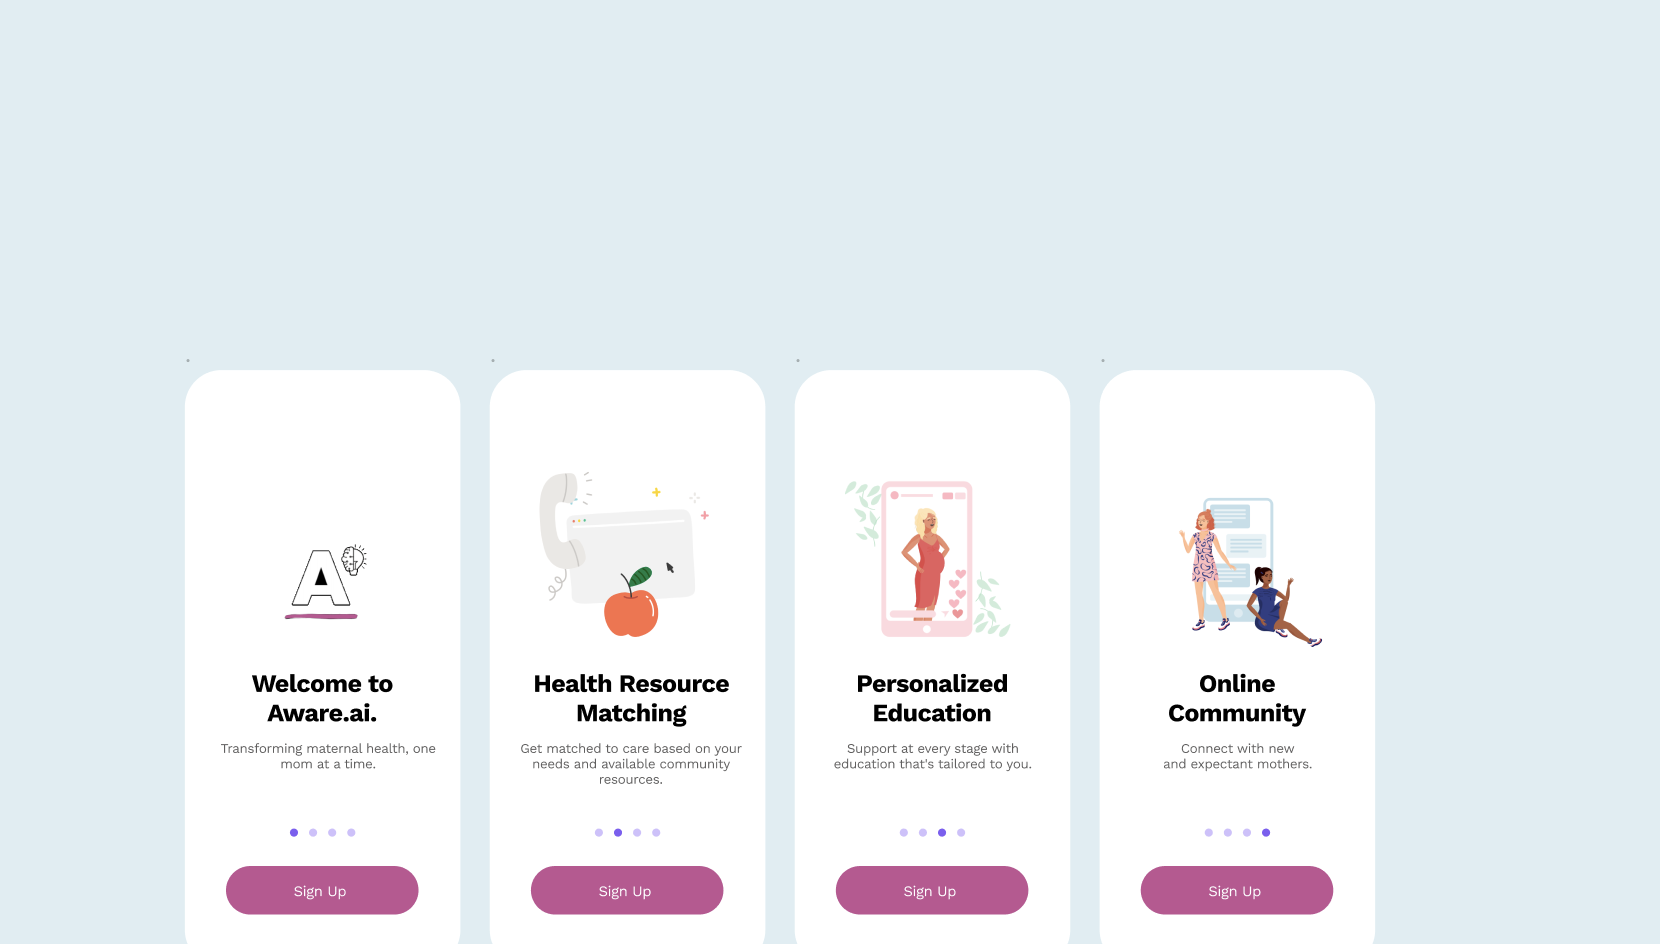 A
Welcome to
Aware.ai.
Transforming maternal health, one
mom at a time.
Sign Up
Health Resource
Matching
Get matched to care based on your
needs and available community
resources.
Sign Up
Personalized
Education
Support at every stage with
education that's tailored to you.
Sign Up
Online
Community
Connect with new
and expectant mothers.
Sign Up